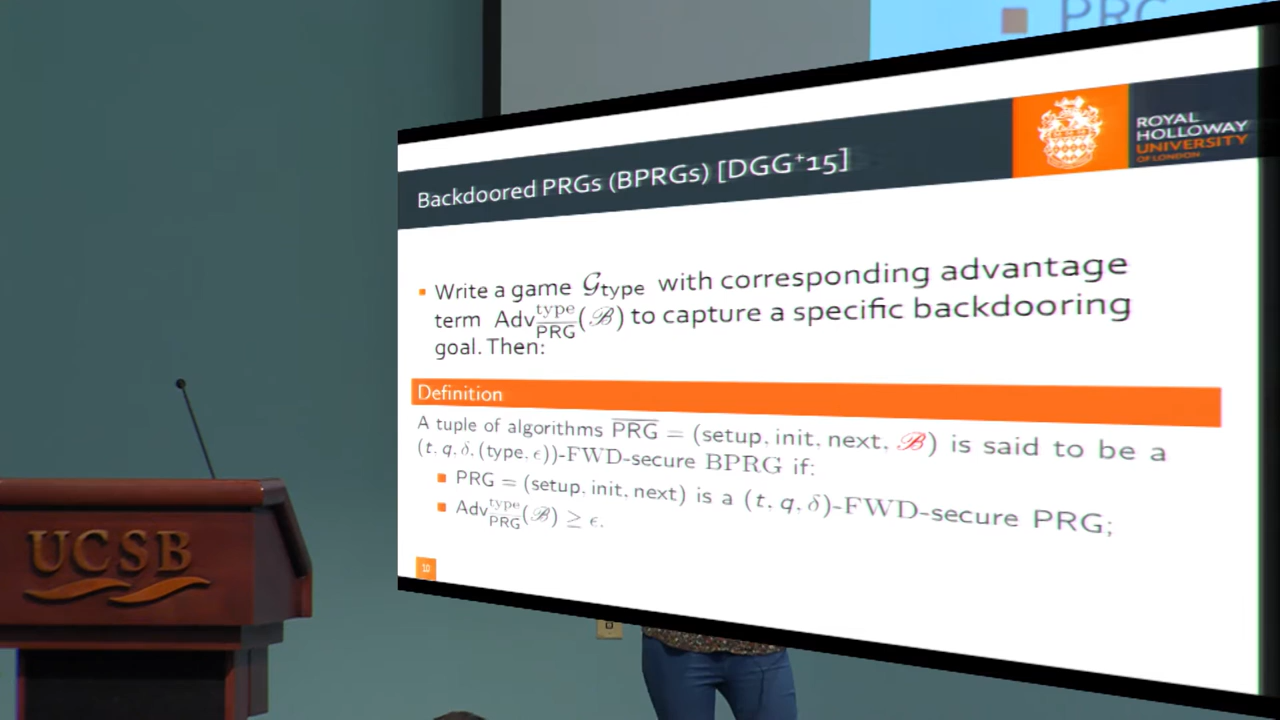 PRG
ROYAL
HOLLOWAY
UNIVERSITY
OF LONDON
Backdoored PRGs (BPRGs) [DGG⁺15]
▪ Write a game 𝒢_type with corresponding advantage
term Adv^type_PRG(ℬ) to capture a specific backdooring
goal. Then:
Definition
A tuple of algorithms \overline{PRG} = (setup, init, next, ℬ) is said to be a
(t, q, δ, (type, ϵ))-FWD-secure BPRG if:
▪ PRG = (setup, init, next) is a (t, q, δ)-FWD-secure PRG;
▪ Adv^type_PRG(ℬ) ≥ ϵ.
10
UCSB